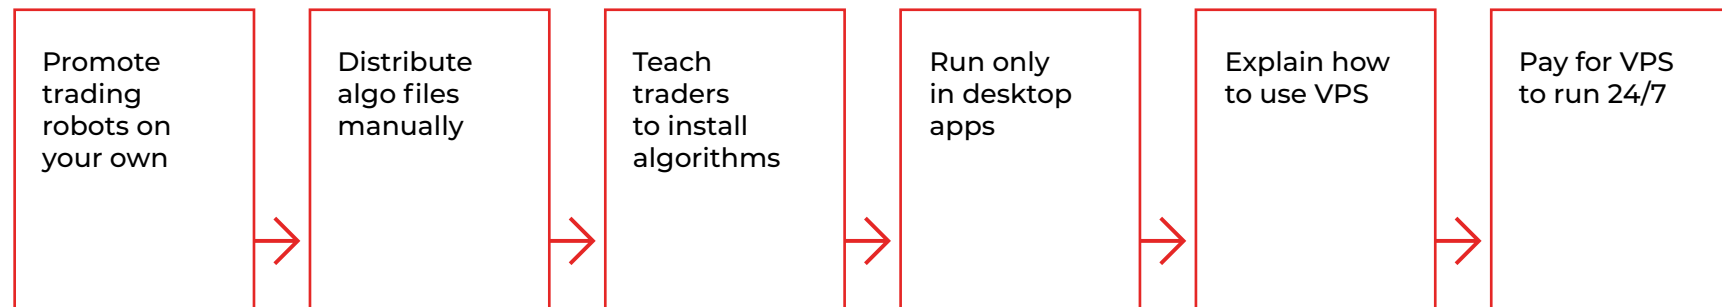 Promote
trading
robots on
your own
Distribute
algo files
manually
Teach
traders
to install
algorithms
Run only
in desktop
apps
Explain how
to use VPS
Pay for VPS
to run 24/7